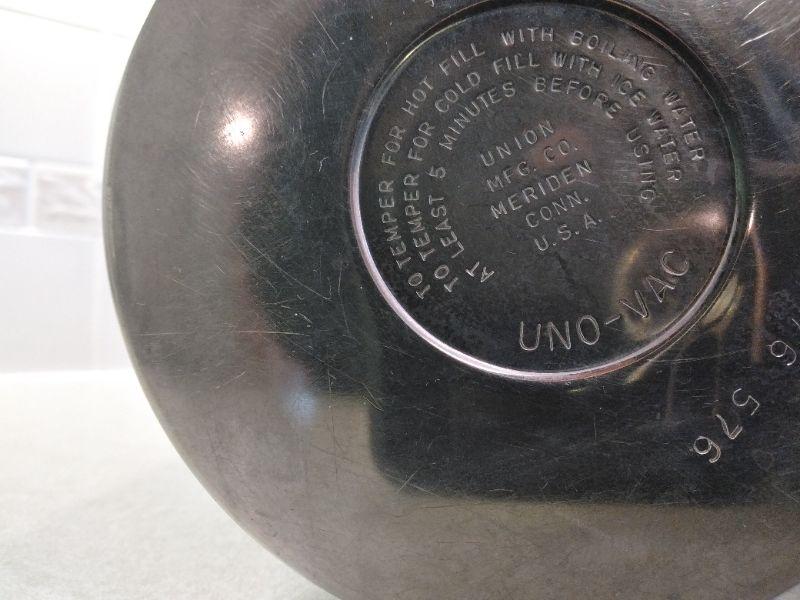 TO TEMPER FOR HOT FILL WITH BOILING WATER
TO TEMPER FOR COLD FILL WITH ICE WATER
AT LEAST 5 MINUTES BEFORE USING
UNION
MFG. CO.
MERIDEN
CONN.
U.S.A.
UNO-VAC
576